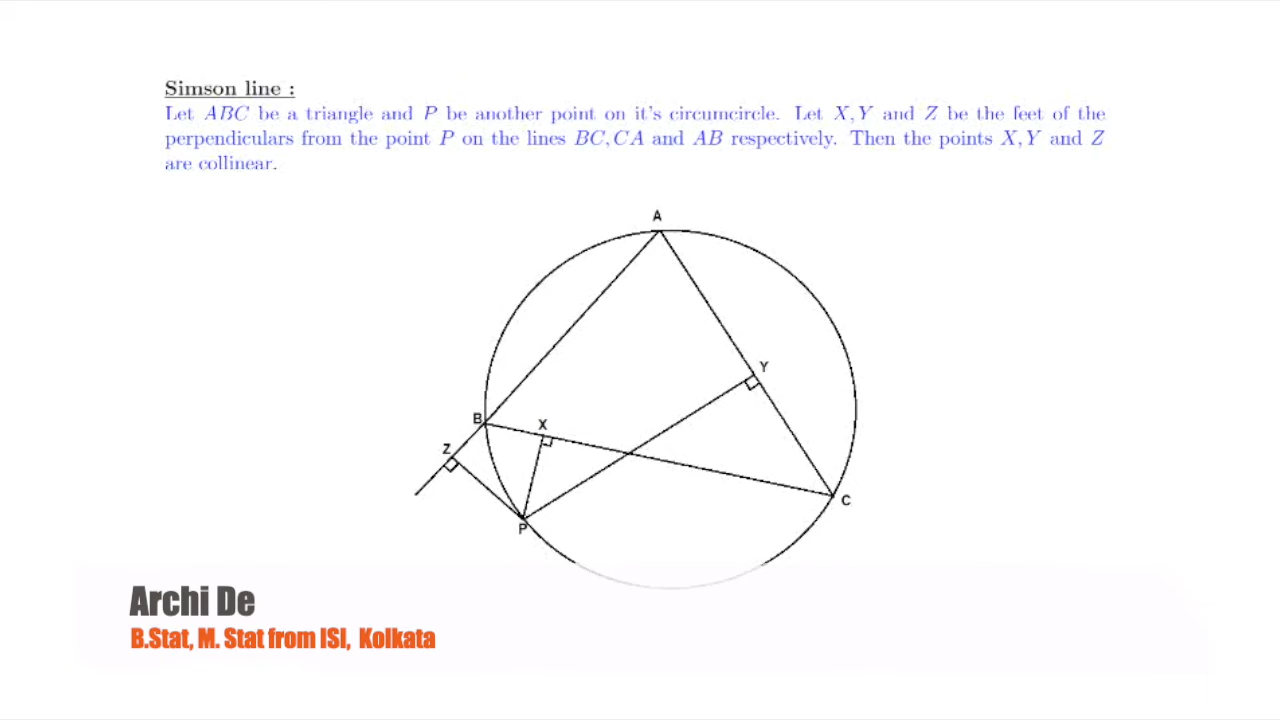 Simson line :
Let ABC be a triangle and P be another point on it's circumcircle. Let X, Y and Z be the feet of the
perpendiculars from the point P on the lines BC, CA and AB respectively. Then the points X, Y and Z
are collinear.
A
Y
B
X
Z
C
P
Archi De
B.Stat, M. Stat from ISI, Kolkata